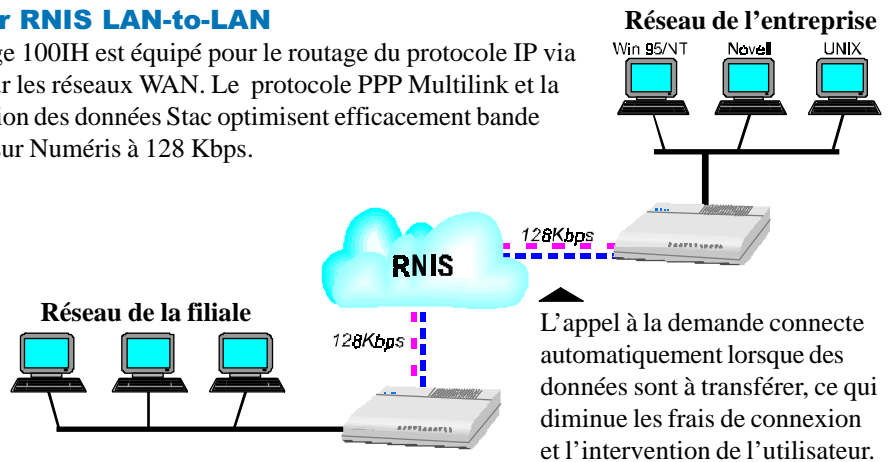 r RNIS LAN-to-LAN
ge 100IH est équipé pour le routage du protocole IP via
ur les réseaux WAN. Le protocole PPP Multilink et la
ion des données Stac optimisent efficacement bande
sur Numéris à 128 Kbps.
Réseau de l’entreprise
Win 95/NT Novell UNIX
128Kbps
RNIS
Réseau de la filiale
128Kbps
L’appel à la demande connecte
automatiquement lorsque des
données sont à transférer, ce qui
diminue les frais de connexion
et l’intervention de l’utilisateur.